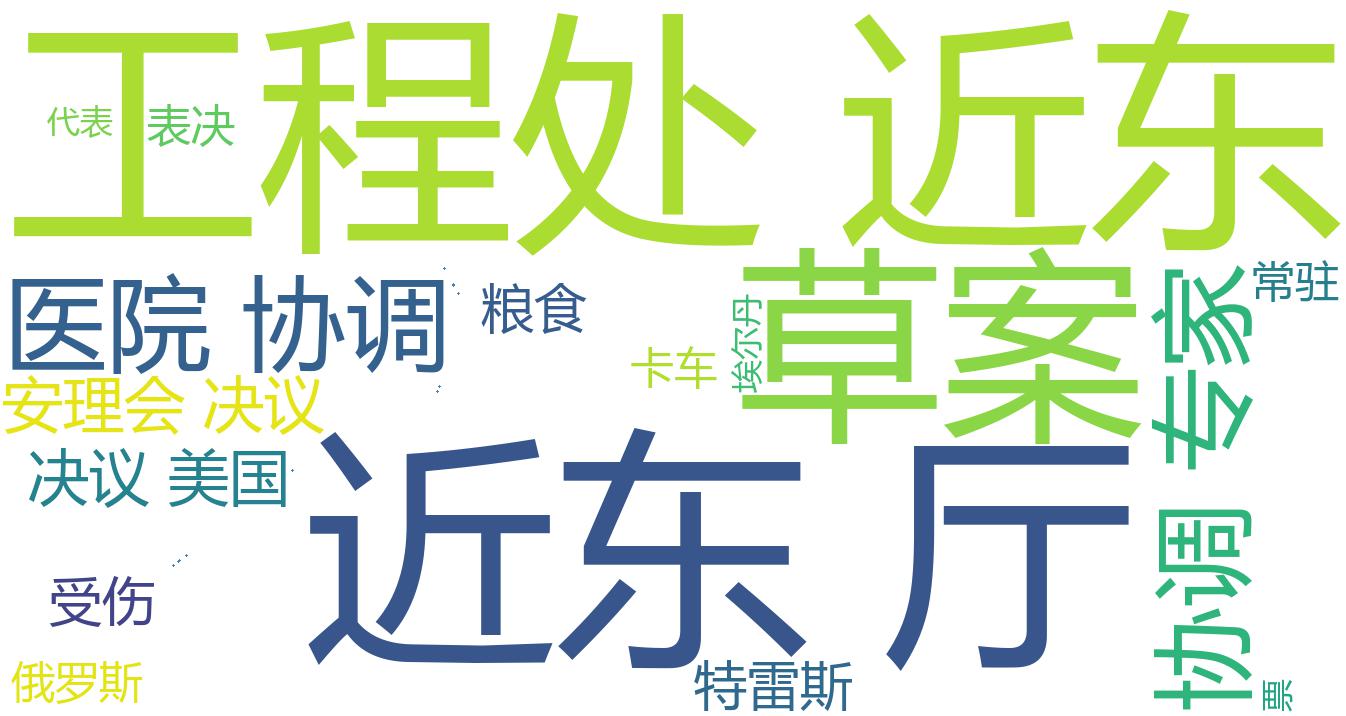 工程处 近东
代表
表决
医院 协调
粮食
草案
专家
常驻
埃尔丹
卡车
安理会 决议
决议 美国
近东 厅
协调
受伤
俄罗斯
特雷斯
票